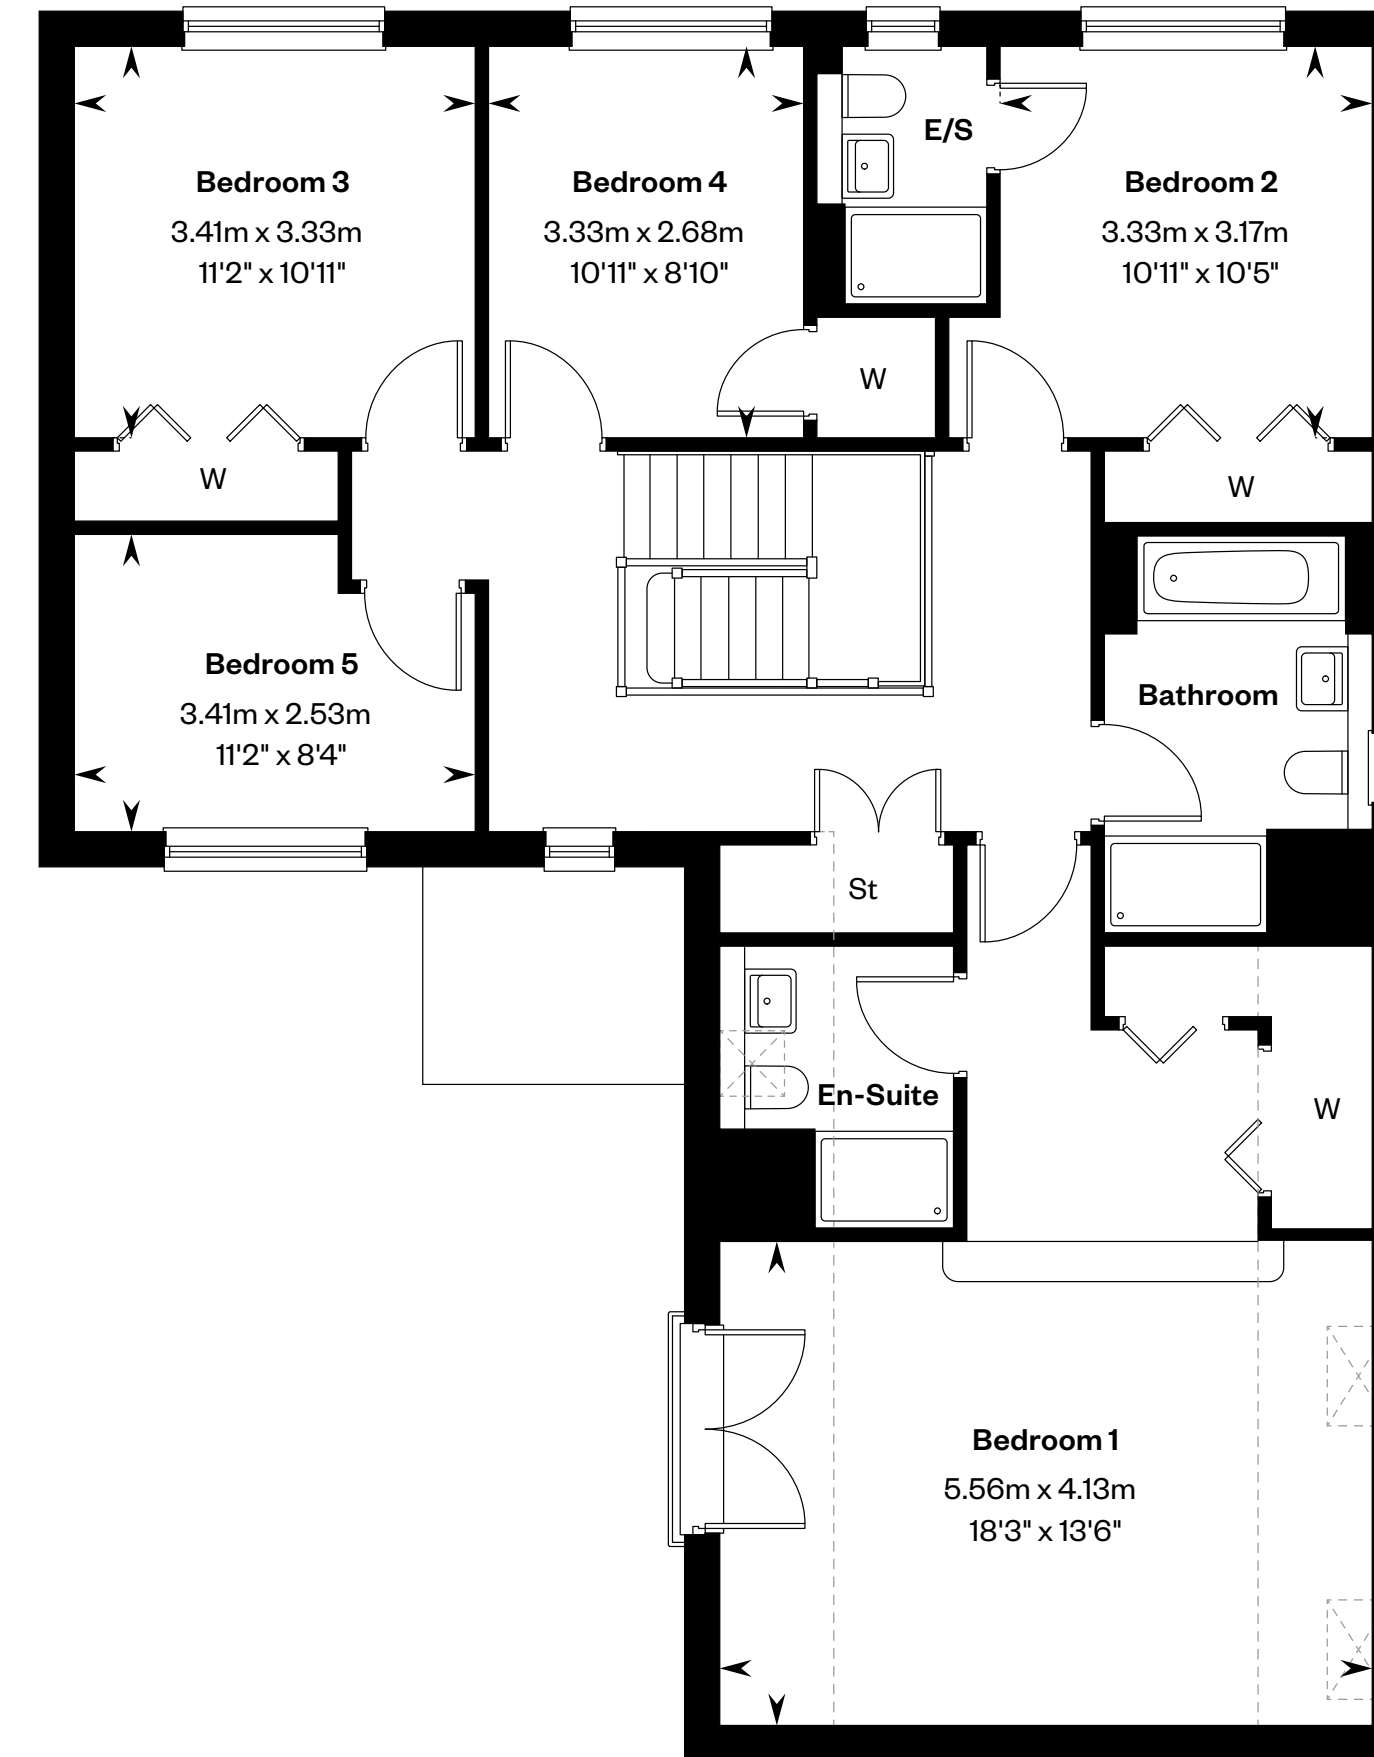 Bedroom 3
3.41m x 3.33m
11'2" x 10'11"
Bedroom 4
3.33m x 2.68m
10'11" x 8'10"
E/S
Bedroom 2
3.33m x 3.17m
10'11" x 10'5"
W
W
W
Bedroom 5
3.41m x 2.53m
11'2" x 8'4"
Bathroom
St
En-Suite
W
Bedroom 1
5.56m x 4.13m
18'3" x 13'6"